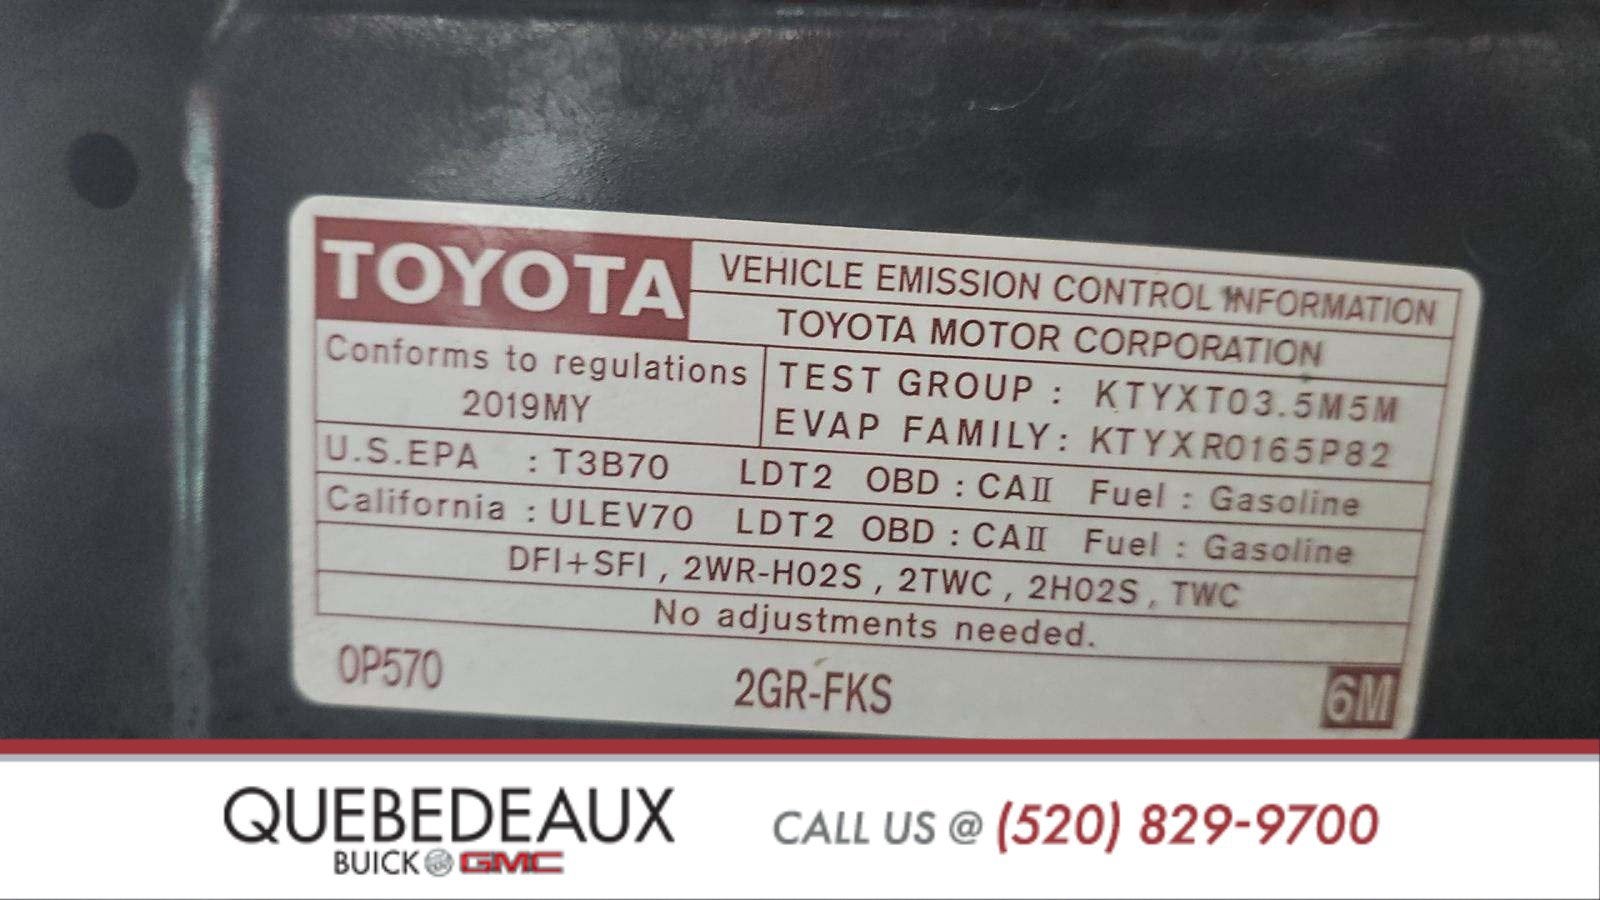 TOYOTA
VEHICLE EMISSION CONTROL INFORMATION
TOYOTA MOTOR CORPORATION
Conforms to regulations
2019MY
TEST GROUP : KTYXT03.5M5M
EVAP FAMILY: KTYXR0165P82
U.S.EPA : T3B70 LDT2 OBD : CAII Fuel : Gasoline
California : ULEV70 LDT2 OBD : CAII Fuel : Gasoline
DFI+SFI , 2WR-HO2S , 2TWC , 2HO2S , TWC
No adjustments needed.
0P570 2GR-FKS 6M
QUEBEDEAUX
BUICK GMC
CALL US @ (520) 829-9700